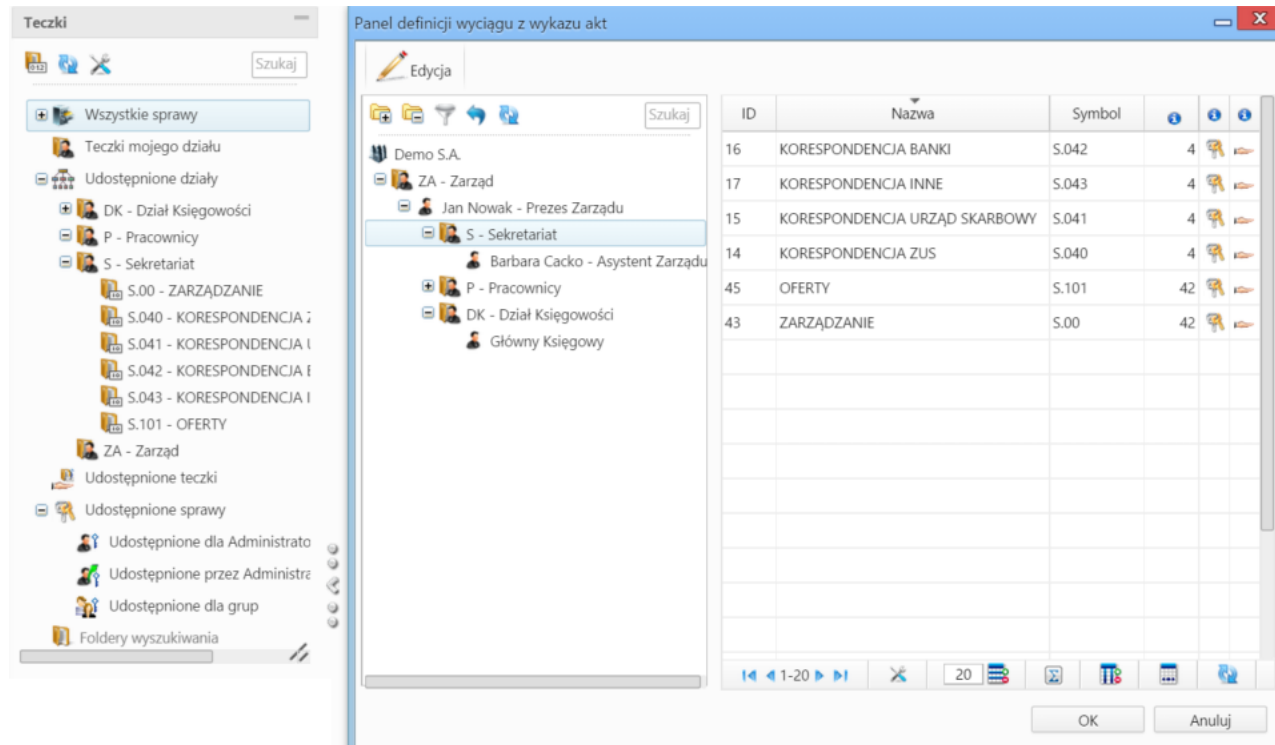 Teczki
Szukaj
Wszystkie sprawy
Teczki mojego działu
Udostępnione działy
DK - Dział Księgowości
P - Pracownicy
S - Sekretariat
S.00 - ZARZĄDZANIE
S.040 - KORESPONDENCJA
S.041 - KORESPONDENCJA
S.042 - KORESPONDENCJA
S.043 - KORESPONDENCJA
S.101 - OFERTY
ZA - Zarząd
Udostępnione teczki
Udostępnione sprawy
Udostępnione dla Administrato
Udostępnione przez Administra
Udostępnione dla grup
Foldery wyszukiwania
Panel definicji wyciągu z wykazu akt
Edycja
Szukaj
Demo S.A.
ZA - Zarząd
Jan Nowak - Prezes Zarządu
S - Sekretariat
Barbara Cacko - Asystent Zarządu
P - Pracownicy
DK - Dział Księgowości
Główny Księgowy
ID Nazwa Symbol
16 KORESPONDENCJA BANKI S.042 4
17 KORESPONDENCJA INNE S.043 4
15 KORESPONDENCJA URZĄD SKARBOWY S.041 4
14 KORESPONDENCJA ZUS S.040 4
45 OFERTY S.101 42
43 ZARZĄDZANIE S.00 42
1-20 20
OK Anuluj